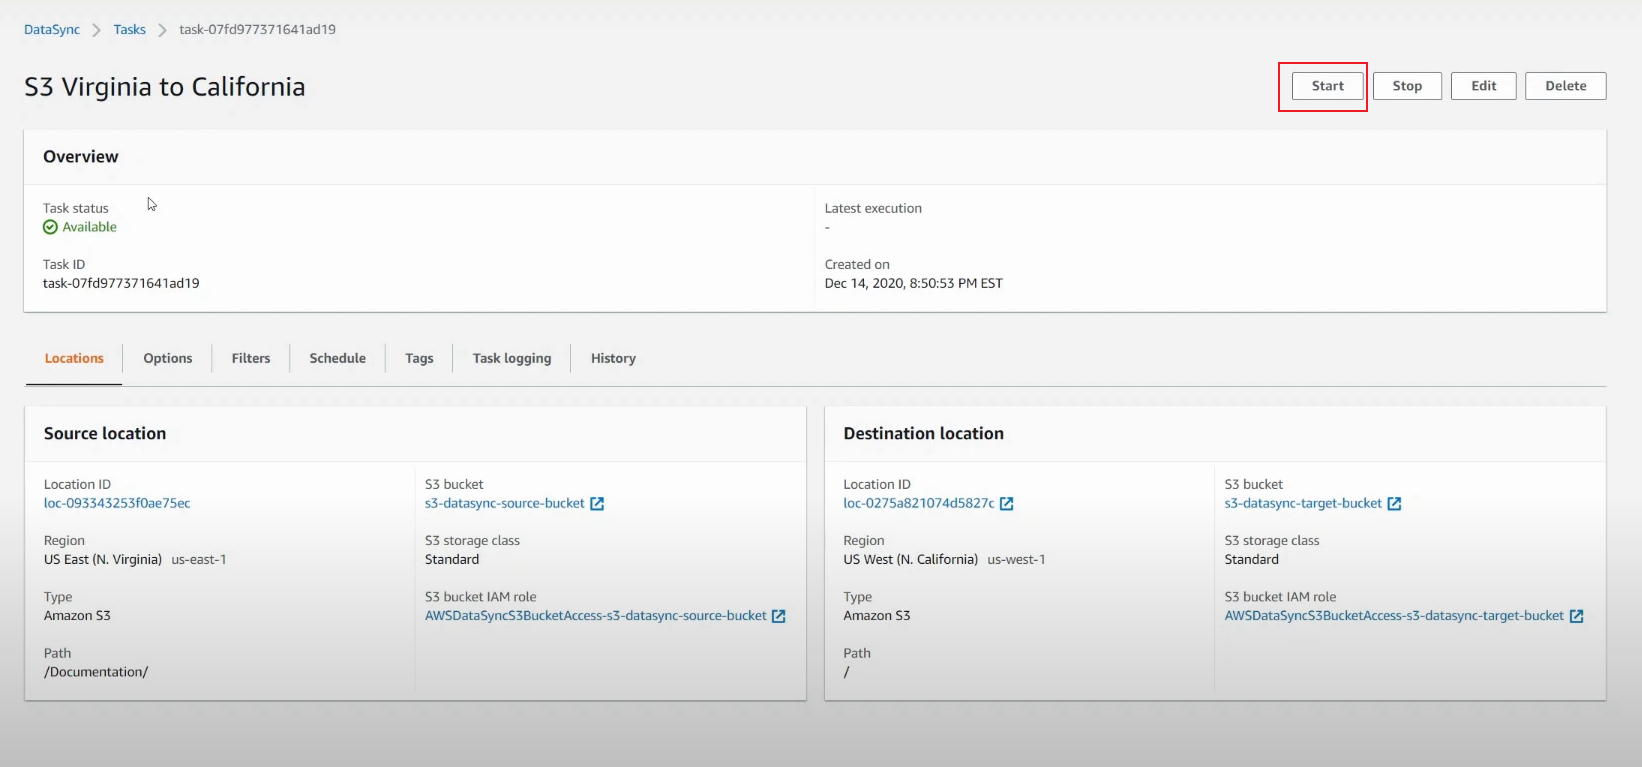 DataSync > Tasks > task-07fd977371641ad19
S3 Virginia to California
Start Stop Edit Delete
Overview
Task status
Available
Task ID
task-07fd977371641ad19
Latest execution
-
Created on
Dec 14, 2020, 8:50:53 PM EST
Locations Options Filters Schedule Tags Task logging History
Source location
Location ID
loc-093343253f0ae75ec
Region
US East (N. Virginia) us-east-1
Type
Amazon S3
Path
/Documentation/
S3 bucket
s3-datasync-source-bucket
S3 storage class
Standard
S3 bucket IAM role
AWSDataSyncS3BucketAccess-s3-datasync-source-bucket
Destination location
Location ID
loc-0275a821074d5827c
Region
US West (N. California) us-west-1
Type
Amazon S3
Path
/
S3 bucket
s3-datasync-target-bucket
S3 storage class
Standard
S3 bucket IAM role
AWSDataSyncS3BucketAccess-s3-datasync-target-bucket